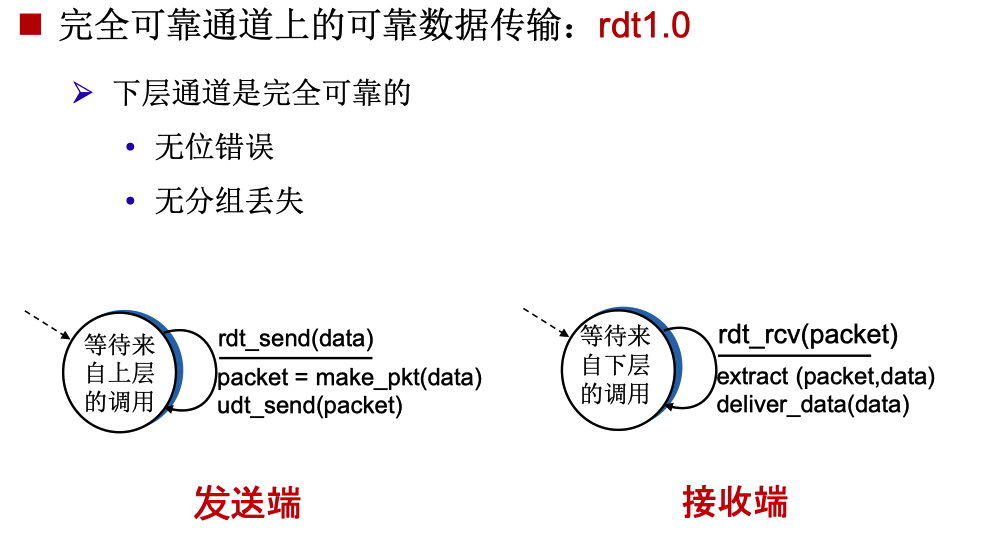 完全可靠通道上的可靠数据传输：rdt1.0
下层通道是完全可靠的
无位错误
无分组丢失
等待来
自上层
的调用
rdt_send(data)
packet = make_pkt(data)
udt_send(packet)
发送端
等待来
自下层
的调用
rdt_rcv(packet)
extract (packet,data)
deliver_data(data)
接收端